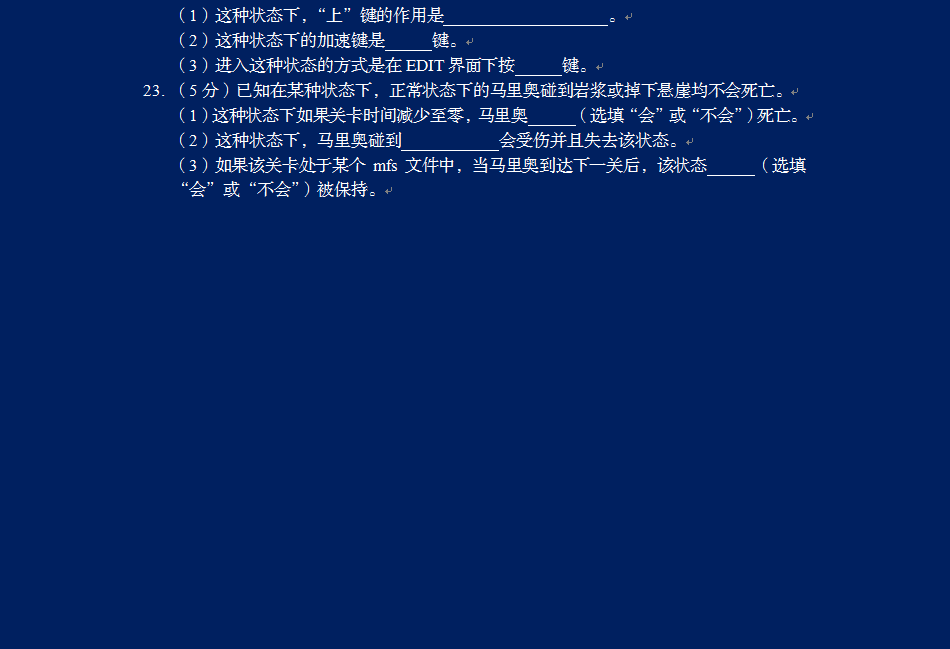 （1）这种状态下，“上”键的作用是____________________。
（2）这种状态下的加速键是______键。
（3）进入这种状态的方式是在 EDIT 界面下按______键。
23.（5 分）已知在某种状态下，正常状态下的马里奥碰到岩浆或掉下悬崖均不会死亡。
（1）这种状态下如果关卡时间减少至零，马里奥______（选填“会”或“不会”）死亡。
（2）这种状态下，马里奥碰到____________会受伤并且失去该状态。
（3）如果该关卡处于某个 mfs 文件中，当马里奥到达下一关后，该状态______（选填
“会”或“不会”）被保持。